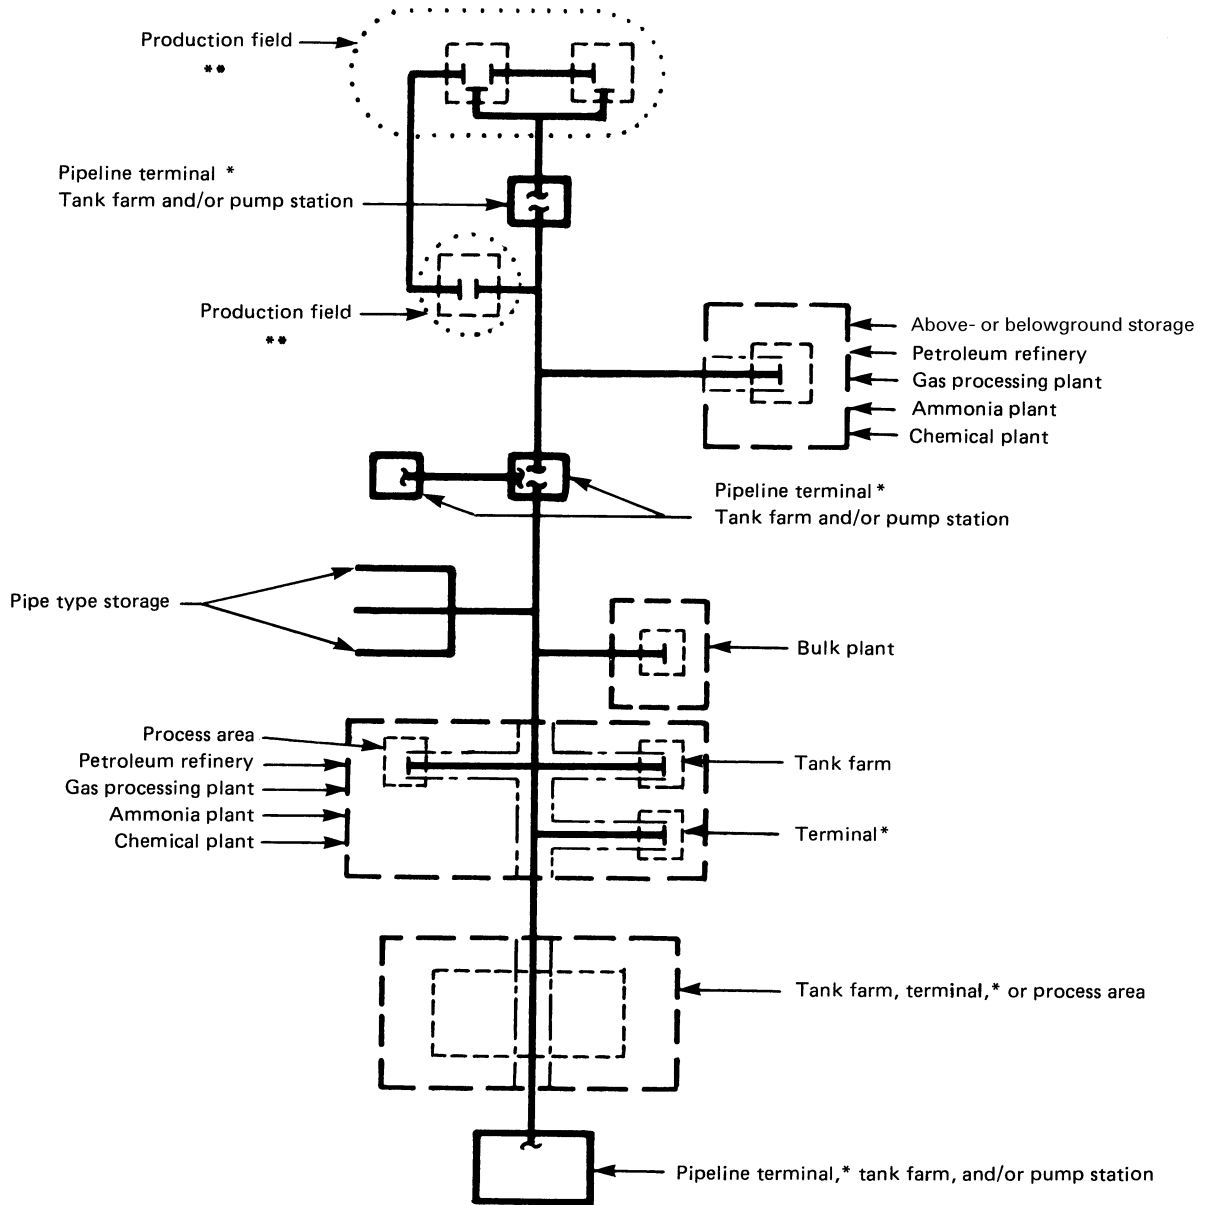 Production field
**
Pipeline terminal *
Tank farm and/or pump station
Production field
**
Above- or belowground storage
Petroleum refinery
Gas processing plant
Ammonia plant
Chemical plant
Pipeline terminal *
Tank farm and/or pump station
Pipe type storage
Bulk plant
Process area
Petroleum refinery
Gas processing plant
Ammonia plant
Chemical plant
Tank farm
Terminal*
Tank farm, terminal,* or process area
Pipeline terminal,* tank farm, and/or pump station